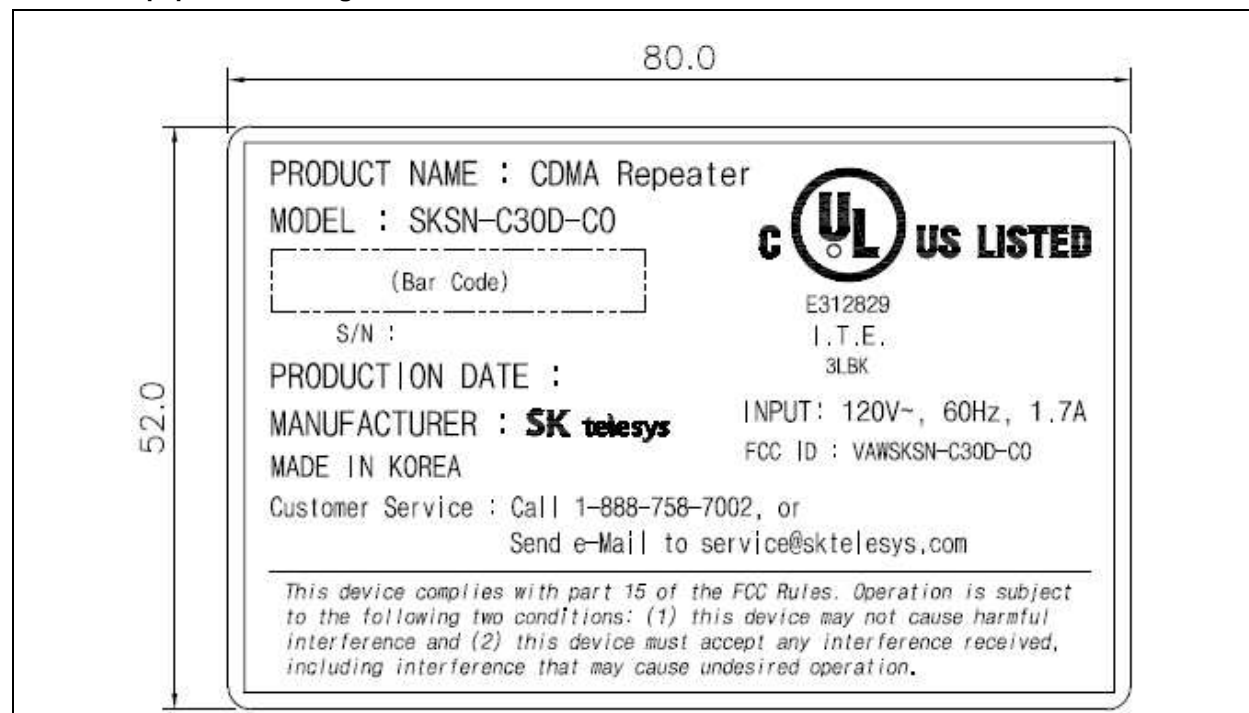 80.0
52.0
PRODUCT NAME : CDMA Repeater
MODEL : SKSN-C30D-CO
(Bar Code)
S/N :
PRODUCTION DATE :
MANUFACTURER : SK telesys
MADE IN KOREA
C UL US LISTED
E312829
I.T.E.
3LBK
INPUT: 120V~, 60Hz, 1.7A
FCC ID : VAWSKSN-C30D-CO
Customer Service : Call 1-888-758-7002, or
Send e-Mail to service@sktelesys.com
This device complies with part 15 of the FCC Rules. Operation is subject
to the following two conditions: (1) this device may not cause harmful
interference and (2) this device must accept any interference received,
including interference that may cause undesired operation.